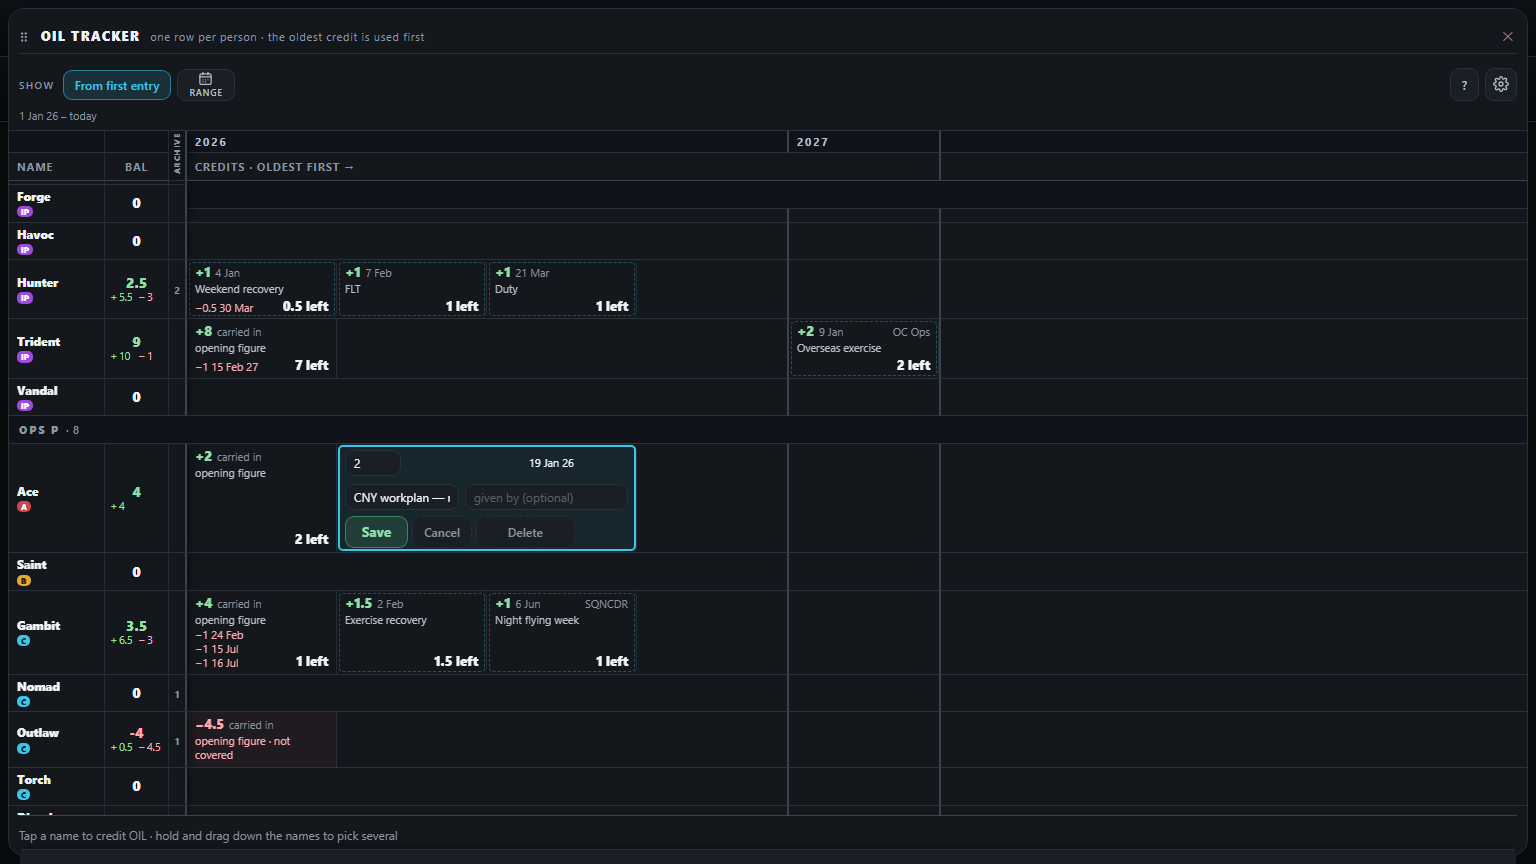 OIL TRACKER one row per person · the oldest credit is used first
SHOW From first entry RANGE ?
1 Jan 26 – today
ARCHIVE
2026 2027
NAME BAL CREDITS · OLDEST FIRST →
Forge 0
IP
Havoc 0
IP
Hunter 2.5 2
IP +5.5 −3
+1 4 Jan
Weekend recovery
−0.5 30 Mar 0.5 left
+1 7 Feb
FLT
1 left
+1 21 Mar
Duty
1 left
Trident 9
IP +10 −1
+8 carried in
opening figure
−1 15 Feb 27 7 left
+2 9 Jan OC Ops
Overseas exercise
2 left
Vandal 0
IP
OPS P · 8
Ace 4
A +4
+2 carried in
opening figure
2 left
2 19 Jan 26
CNY workplan — given by (optional)
Save Cancel Delete
Saint 0
B
Gambit 3.5
C +6.5 −3
+4 carried in
opening figure
−1 24 Feb
−1 15 Jul
−1 16 Jul 1 left
+1.5 2 Feb
Exercise recovery
1.5 left
+1 6 Jun SQNCDR
Night flying week
1 left
Nomad 0 1
C
Outlaw -4 1
C +0.5 −4.5
−4.5 carried in
opening figure · not
covered
Torch 0
C
Tap a name to credit OIL · hold and drag down the names to pick several